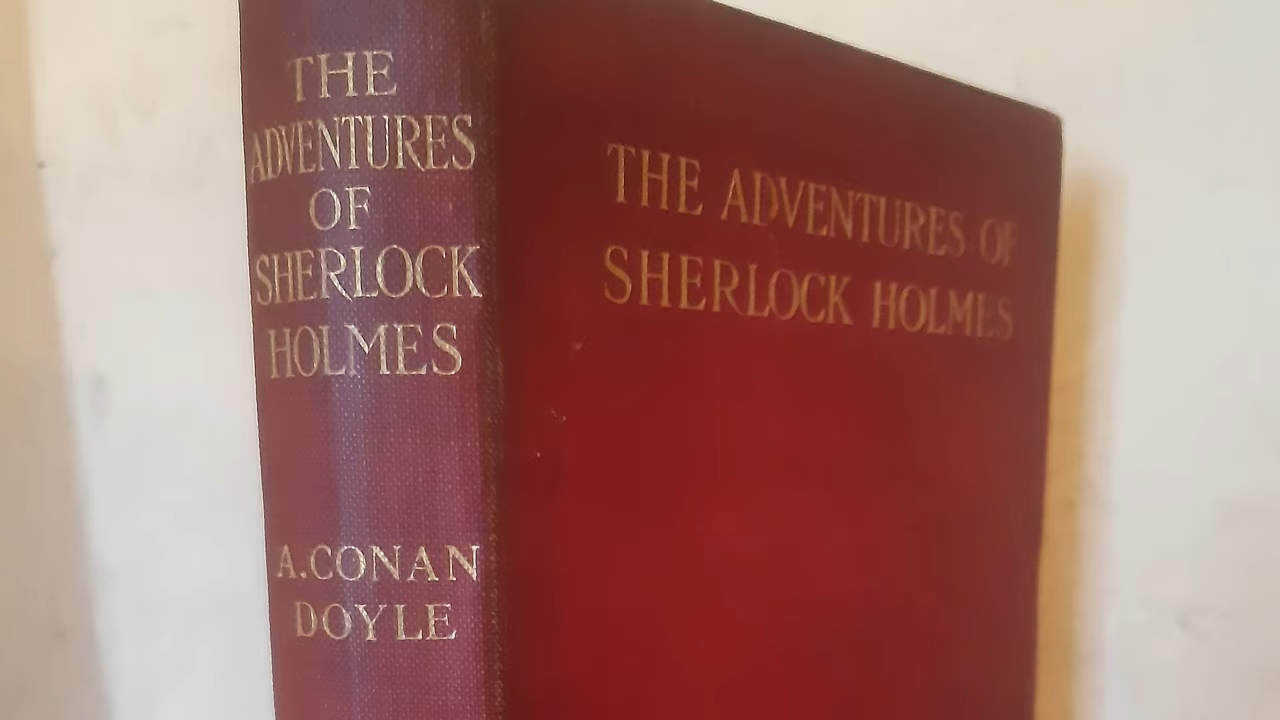 THE
ADVENTURES
OF
SHERLOCK
HOLMES
A.CONAN
DOYLE
THE ADVENTURES OF
SHERLOCK HOLMES